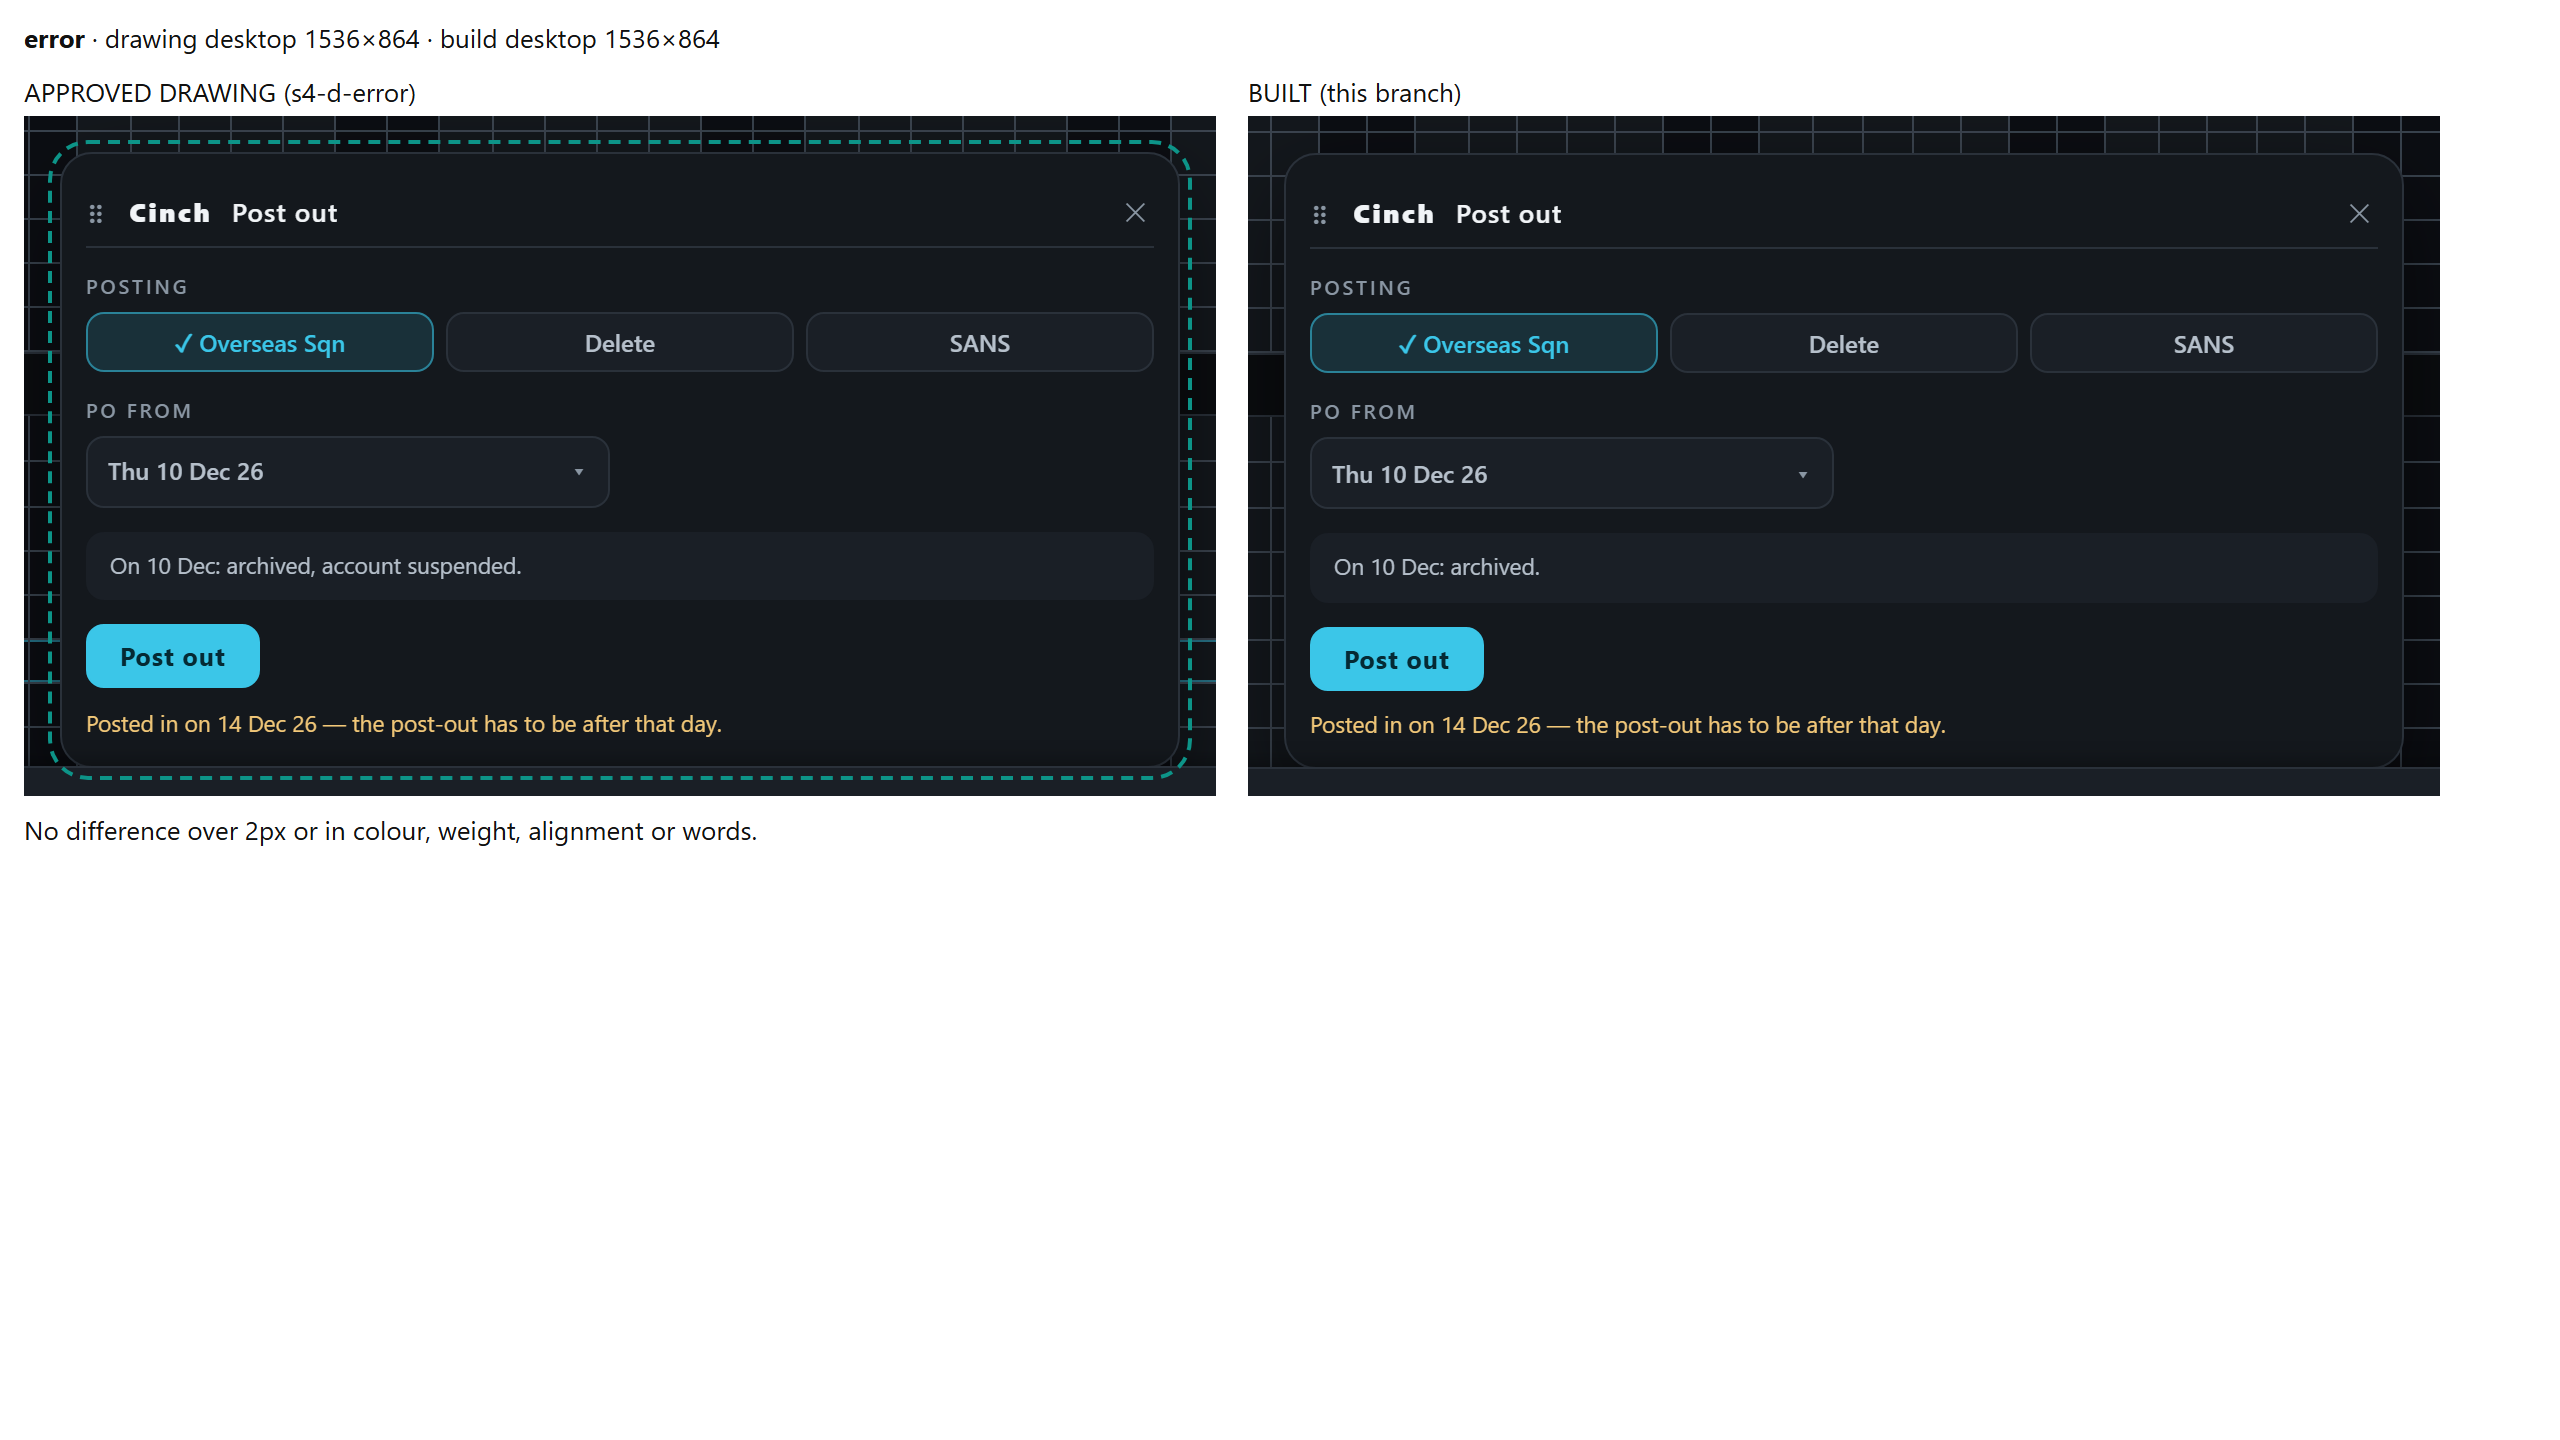 error · drawing desktop 1536×864 · build desktop 1536×864
APPROVED DRAWING (s4-d-error)
Cinch Post out
POSTING
✓ Overseas Sqn
Delete
SANS
PO FROM
Thu 10 Dec 26
On 10 Dec: archived, account suspended.
Post out
Posted in on 14 Dec 26 — the post-out has to be after that day.
BUILT (this branch)
Cinch Post out
POSTING
✓ Overseas Sqn
Delete
SANS
PO FROM
Thu 10 Dec 26
On 10 Dec: archived.
Post out
Posted in on 14 Dec 26 — the post-out has to be after that day.
No difference over 2px or in colour, weight, alignment or words.